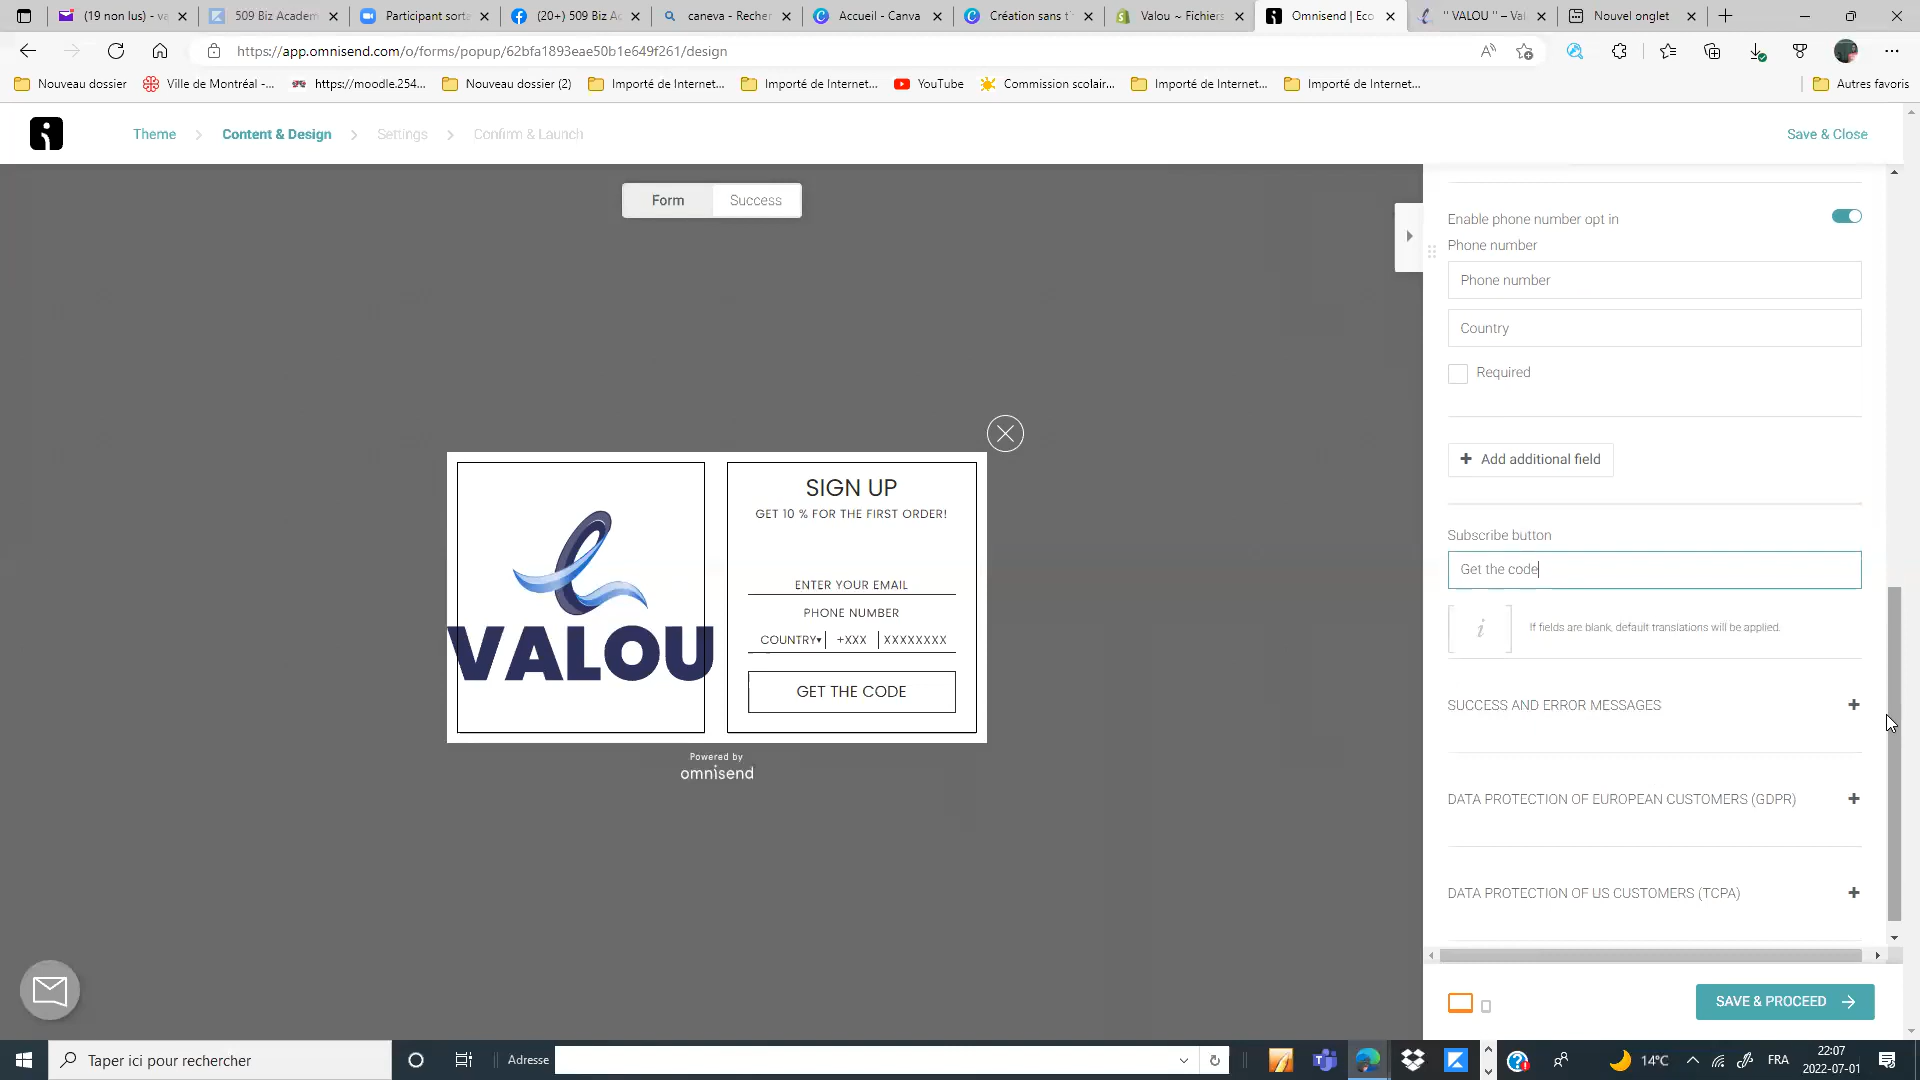 (19 non lus) - va
509 Biz Academ
Participant sorta
(20+) 509 Biz Ac
caneva - Recher
Accueil - Canva
Création sans t
Valou ~ Fichiers
Omnisend | Eco
" VALOU " – Val
Nouvel onglet
https://app.omnisend.com/o/forms/popup/62bfa1893eae50b1e649f261/design
Nouveau dossier
Ville de Montréal -...
https://moodle.254...
Nouveau dossier (2)
Importé de Internet...
Importé de Internet...
YouTube
Commission scolair...
Importé de Internet...
Importé de Internet...
Autres favoris
Theme
Content & Design
Settings
Confirm & Launch
Save & Close
Form
Success
Enable phone number opt in
Phone number
Phone number
Country
Required
+ Add additional field
Subscribe button
Get the code
i
If fields are blank, default translations will be applied.
SUCCESS AND ERROR MESSAGES
DATA PROTECTION OF EUROPEAN CUSTOMERS (GDPR)
DATA PROTECTION OF US CUSTOMERS (TCPA)
SAVE & PROCEED
VALOU
SIGN UP
GET 10 % FOR THE FIRST ORDER!
ENTER YOUR EMAIL
PHONE NUMBER
COUNTRY
+XXX
XXXXXXXX
GET THE CODE
Powered by
omnisend
Taper ici pour rechercher
Adresse
14°C
FRA
22:07
2022-07-01